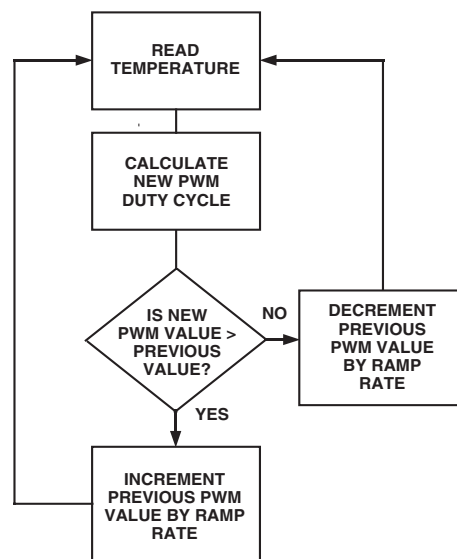 READ
TEMPERATURE
CALCULATE
NEW PWM
DUTY CYCLE
IS NEW
PWM VALUE >
PREVIOUS
VALUE?
NO
DECREMENT
PREVIOUS
PWM VALUE
BY RAMP
RATE
YES
INCREMENT
PREVIOUS PWM
VALUE BY RAMP
RATE